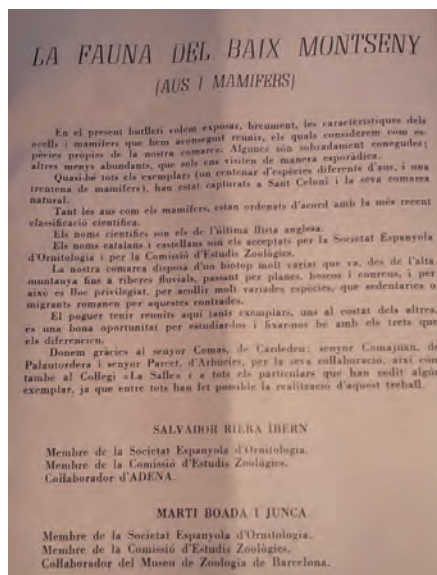 LA FAUNA DEL BAIX MONTSENY
(AUS I MAMIFERS)
En el present butlletí volem exposar, breument, les característiques dels
ocells i mamífers que hem aconseguit reunir, els quals considerem com es-
pècies pròpies de la nostra comarca. Algunes són sobradament conegudes;
altres menys abundants, que sols ens visiten de manera esporàdica.
Quasi-bé tots els exemplars (un centenar d'espècies diferents d'aus, i una
trentena de mamífers), han estat capturats a Sant Celoni i la seva comarca
natural.
Tant les aus com els mamífers, estan ordenats d'acord amb la més recent
classificació científica.
Els noms científics son els de l'última llista anglesa.
Els noms catalans i castellans són els acceptats per la Societat Espanyola
d'Ornitologia i per la Comissió d'Estudis Zoològics.
La nostra comarca disposa d'un biotop molt variat que va, des de l'alta
muntanya fins a riberes fluvials, passant per planes, boscos i conreus, i per
això es lloc privilegiat, per acollir molt variades espècies, que sedentàries o
migrants romanen per aquestes contrades.
El poguer tenir reunits aquí tants exemplars, uns al costat dels altres,
es una bona oportunitat per estudiar-los i fixar-nos bé amb els trets que
els diferencien.
Donem gràcies al senyor Comas, de Cardedeu; senyor Comajuan, de
Palautordera i senyor Parcet, d'Arbúcies, per la seva col·laboració, així com
també al Col·legi «La Salle» i a tots els particulars que han cedit algún
exemplar, ja que entre tots han fet possible la realització d'aquest treball.
SALVADOR RIERA IBERN
Membre de la Societat Espanyola d'Ornitologia.
Membre de la Comissió d'Estudis Zoològics.
Col·laborador d'ADENA.
MARTI BOADA I JUNCA
Membre de la Societat Espanyola d'Ornitologia.
Membre de la Comissió d'Estudis Zoològics.
Col·laborador del Museu de Zoologia de Barcelona.